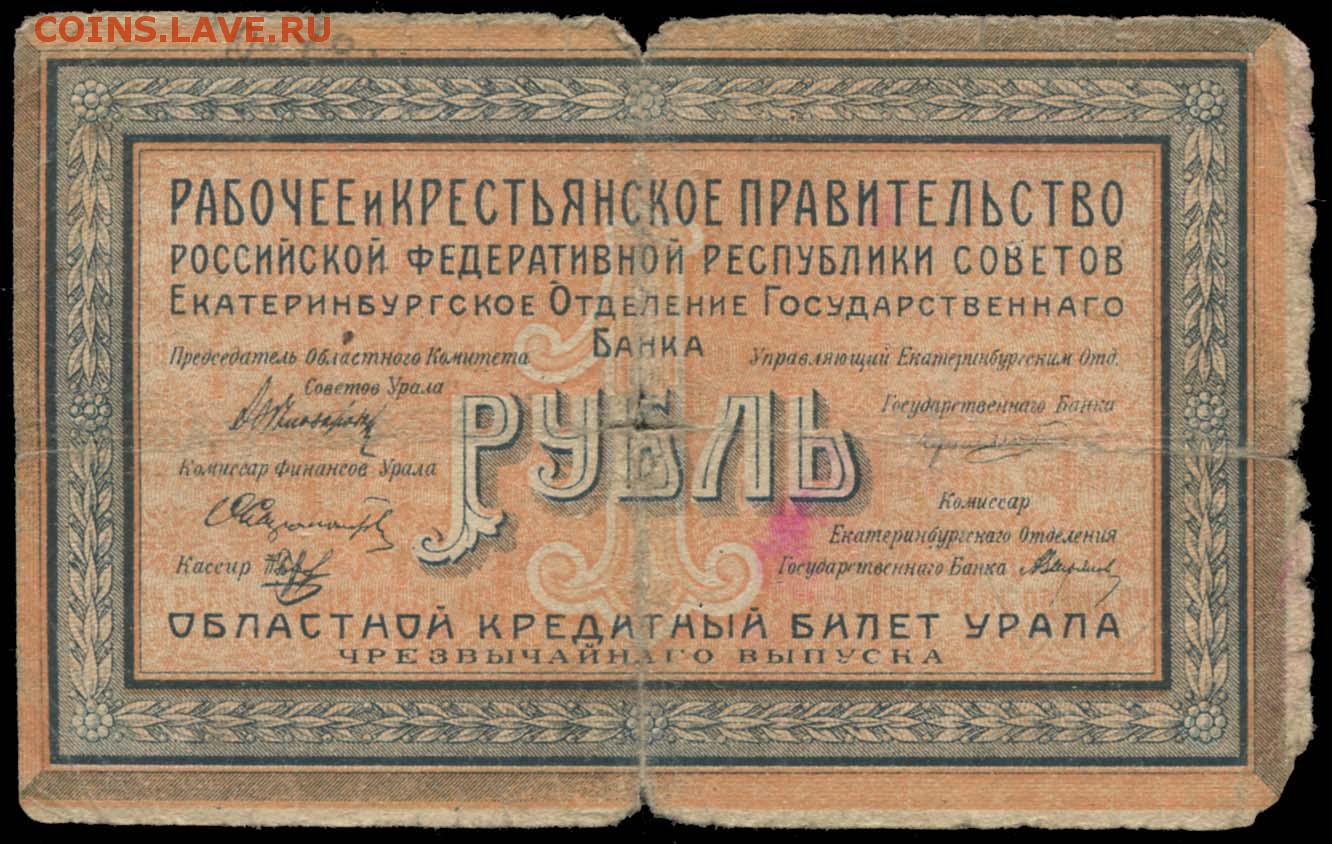 COINS.LAVE.RU
РАБОЧЕЕ и КРЕСТЬЯНСКОЕ ПРАВИТЕЛЬСТВО
РОССИЙСКОЙ ФЕДЕРАТИВНОЙ РЕСПУБЛИКИ СОВЕТОВ
ЕКАТЕРИНБУРГСКОЕ ОТДЕЛЕНИЕ ГОСУДАРСТВЕННАГО
БАНКА
Председатель Областного Комитета
Советов Урала
Управляющий Екатеринбургским Отд.
Государственнаго Банка
1
РУБЛЬ
Комиссар Финансов Урала
Кассир
Комиссар
Екатеринбургскаго Отделения
Государственнаго Банка
ОБЛАСТНОЙ КРЕДИТНЫЙ БИЛЕТ УРАЛА
ЧРЕЗВЫЧАЙНАГО ВЫПУСКА